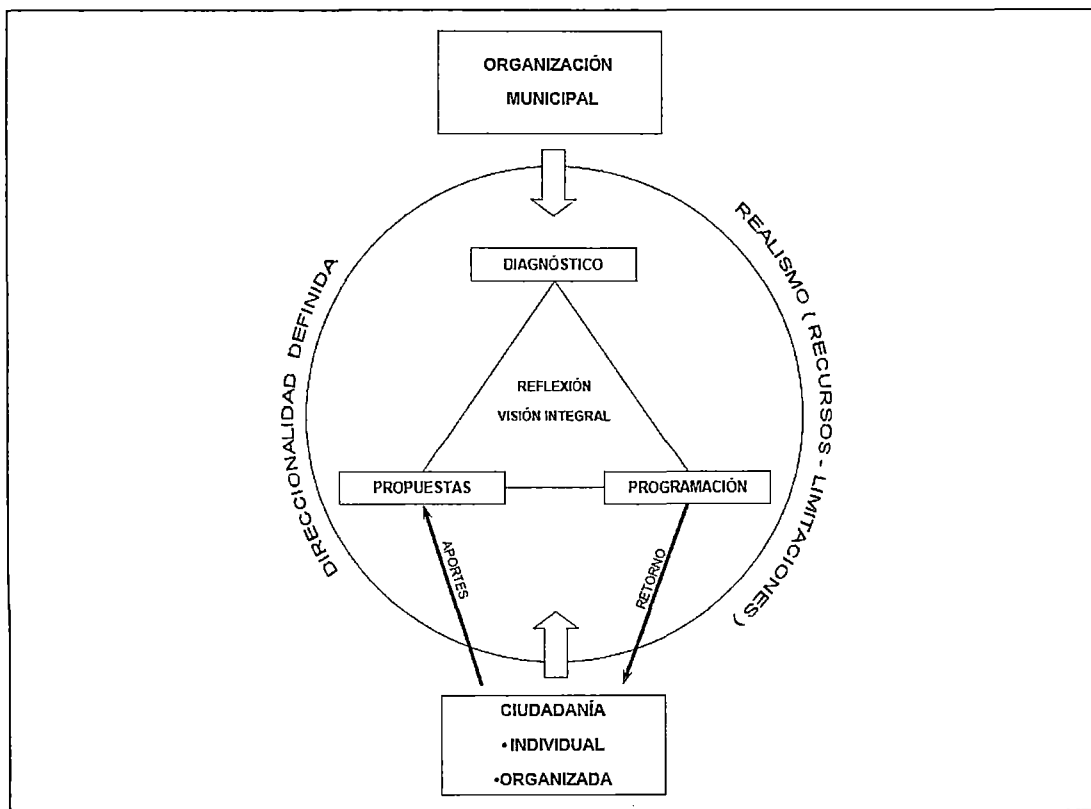 ORGANIZACIÓN
MUNICIPAL
DIRECCIONALIDAD DEFINIDA
REALISMO ( RECURSOS - LIMITACIONES )
DIAGNÓSTICO
REFLEXIÓN
VISIÓN INTEGRAL
PROPUESTAS
PROGRAMACIÓN
APORTES
RETORNO
CIUDADANÍA
•INDIVIDUAL
•ORGANIZADA